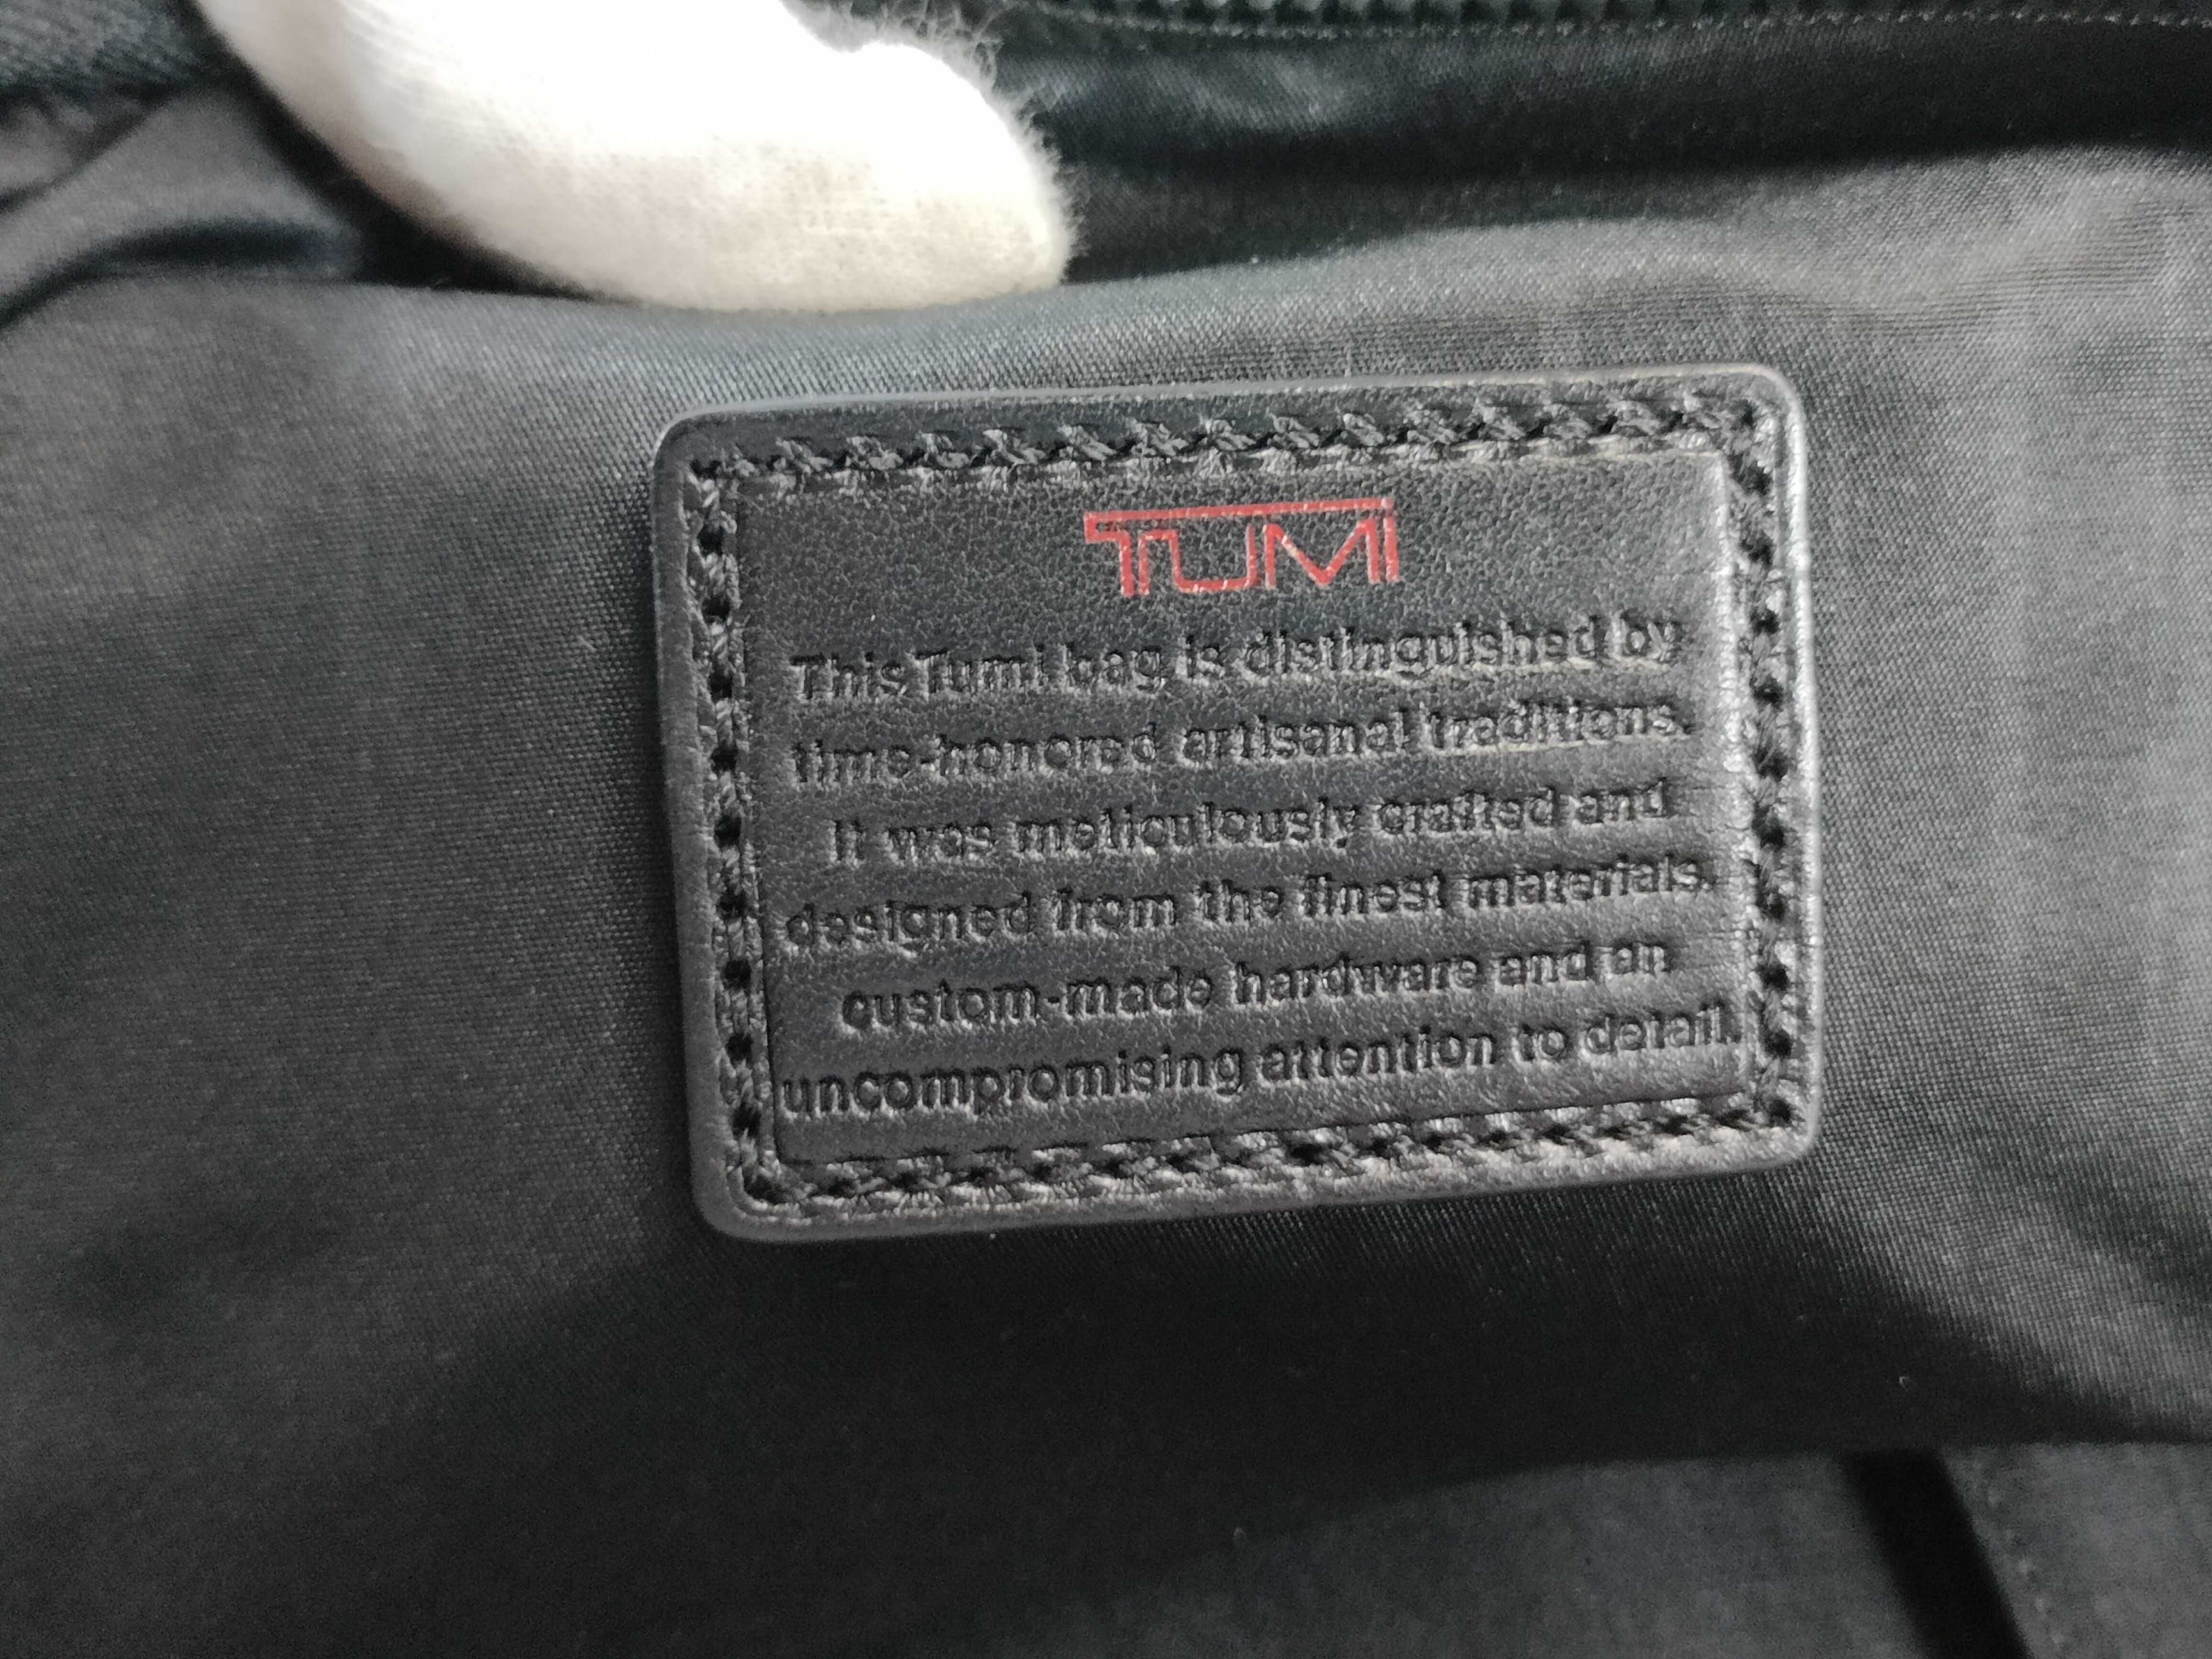 TUMI
This Tumi bag is distinguished by
time-honored artisanal traditions.
It was meticulously crafted and
designed from the finest materials.
custom-made hardware and an
uncompromising attention to detail.